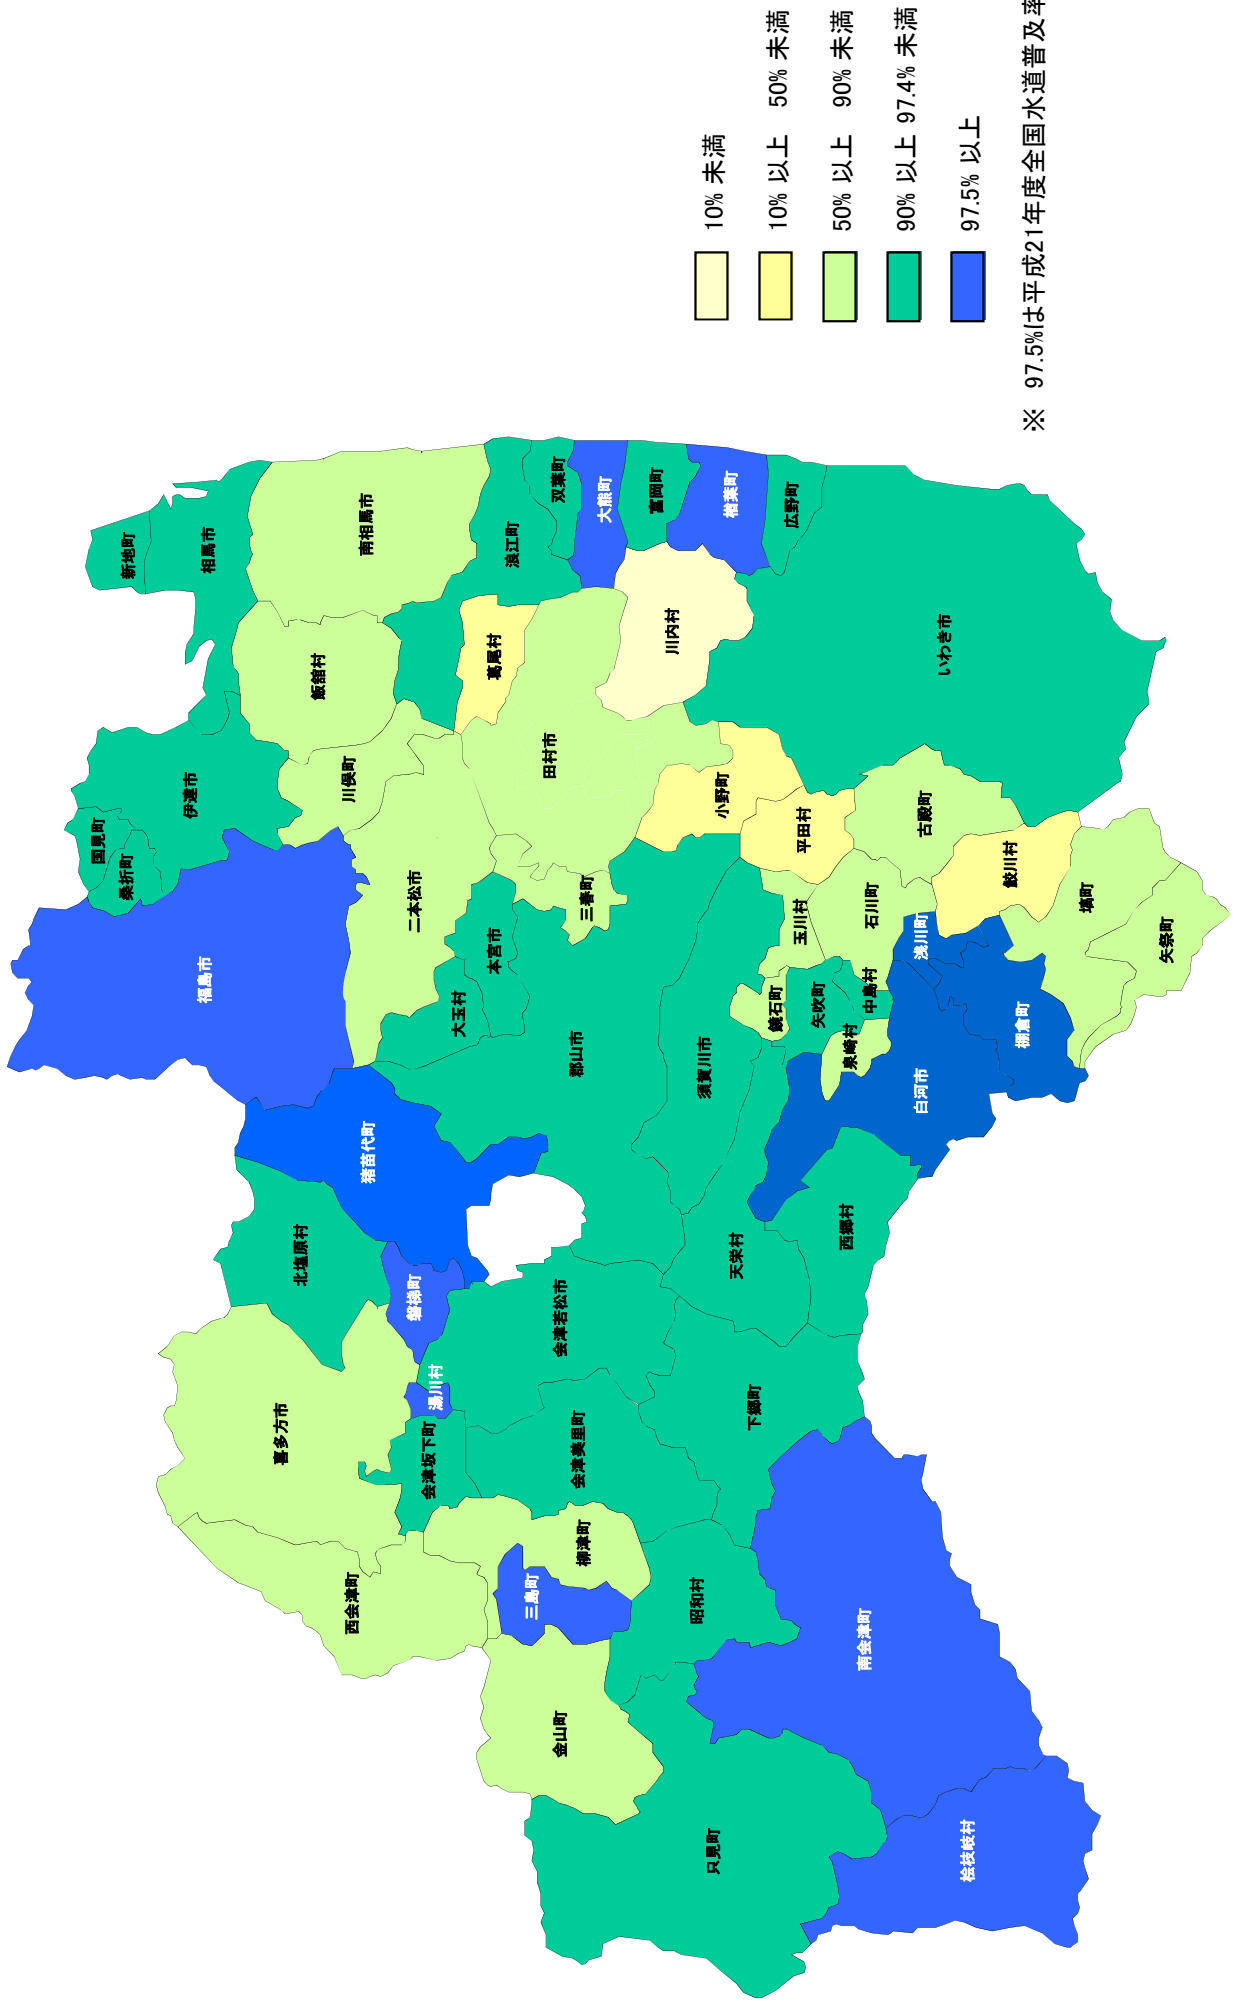 新地町
相馬市
南相馬市
飯舘村
国見町
桑折町
伊達市
川俣町
福島市
二本松市
浪江町
双葉町
大熊町
富岡町
楢葉町
広野町
葛尾村
川内村
田村市
いわき市
小野町
平田村
古殿町
鮫川村
塙町
矢祭町
三春町
本宮市
大玉村
郡山市
須賀川市
玉川村
石川町
浅川町
鏡石町
矢吹町
中島村
泉崎村
棚倉町
白河市
西郷村
天栄村
猪苗代町
北塩原村
磐梯町
会津若松市
湯川村
喜多方市
会津坂下町
会津美里町
下郷町
西会津町
柳津町
三島町
昭和村
金山町
只見町
南会津町
桧枝岐村
10% 未満
10% 以上 50% 未満
50% 以上 90% 未満
90% 以上 97.4% 未満
97.5% 以上
※ 97.5%は平成21年度全国水道普及率